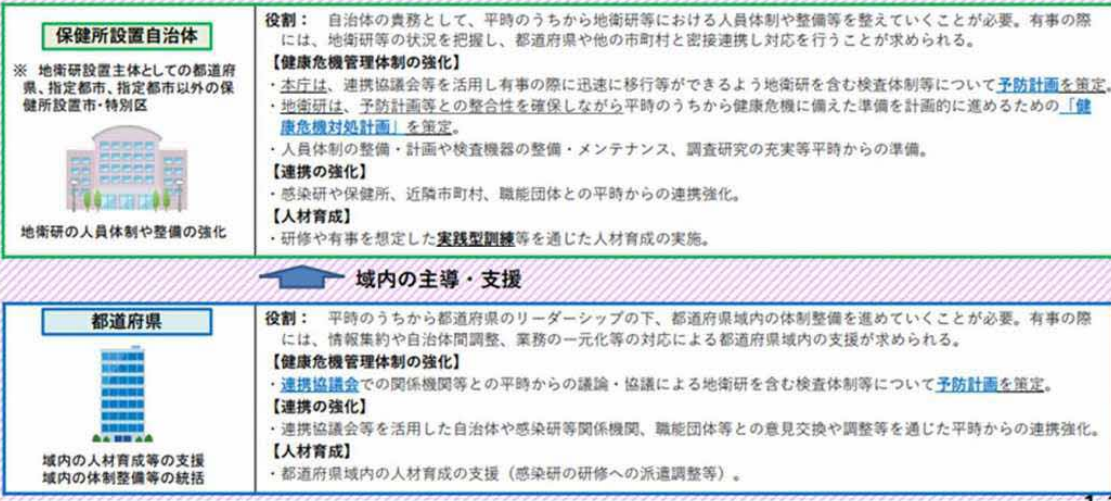 保健所設置自治体
※ 地衛研設置主体としての都道府
県、指定都市、指定都市以外の保
健所設置市・特別区
地衛研の人員体制や整備の強化
役割： 自治体の責務として、平時のうちから地衛研等における人員体制や整備等を整えていくことが必要。有事の際
には、地衛研等の状況を把握し、都道府県や他の市町村と密接連携し対応を行うことが求められる。
【健康危機管理体制の強化】
・本庁は、連携協議会等を活用し有事の際に迅速に移行等ができるよう地衛研を含む検査体制等について予防計画を策定。
・地衛研は、予防計画等との整合性を確保しながら平時のうちから健康危機に備えた準備を計画的に進めるための「健
康危機対処計画」を策定。
・人員体制の整備・計画や検査機器の整備・メンテナンス、調査研究の充実等平時からの準備。
【連携の強化】
・感染研や保健所、近隣市町村、職能団体との平時からの連携強化。
【人材育成】
・研修や有事を想定した実践型訓練等を通じた人材育成の実施。
域内の主導・支援
都道府県
域内の人材育成等の支援
域内の体制整備等の統括
役割： 平時のうちから都道府県のリーダーシップの下、都道府県域内の体制整備を進めていくことが必要。有事の際
には、情報集約や自治体間調整、業務の一元化等の対応による都道府県域内の支援が求められる。
【健康危機管理体制の強化】
・連携協議会での関係機関等との平時からの議論・協議による地衛研を含む検査体制等について予防計画を策定。
【連携の強化】
・連携協議会等を活用した自治体や感染研等関係機関、職能団体等との意見交換や調整等を通じた平時からの連携強化。
【人材育成】
・都道府県域内の人材育成の支援（感染研の研修への派遣調整等）。